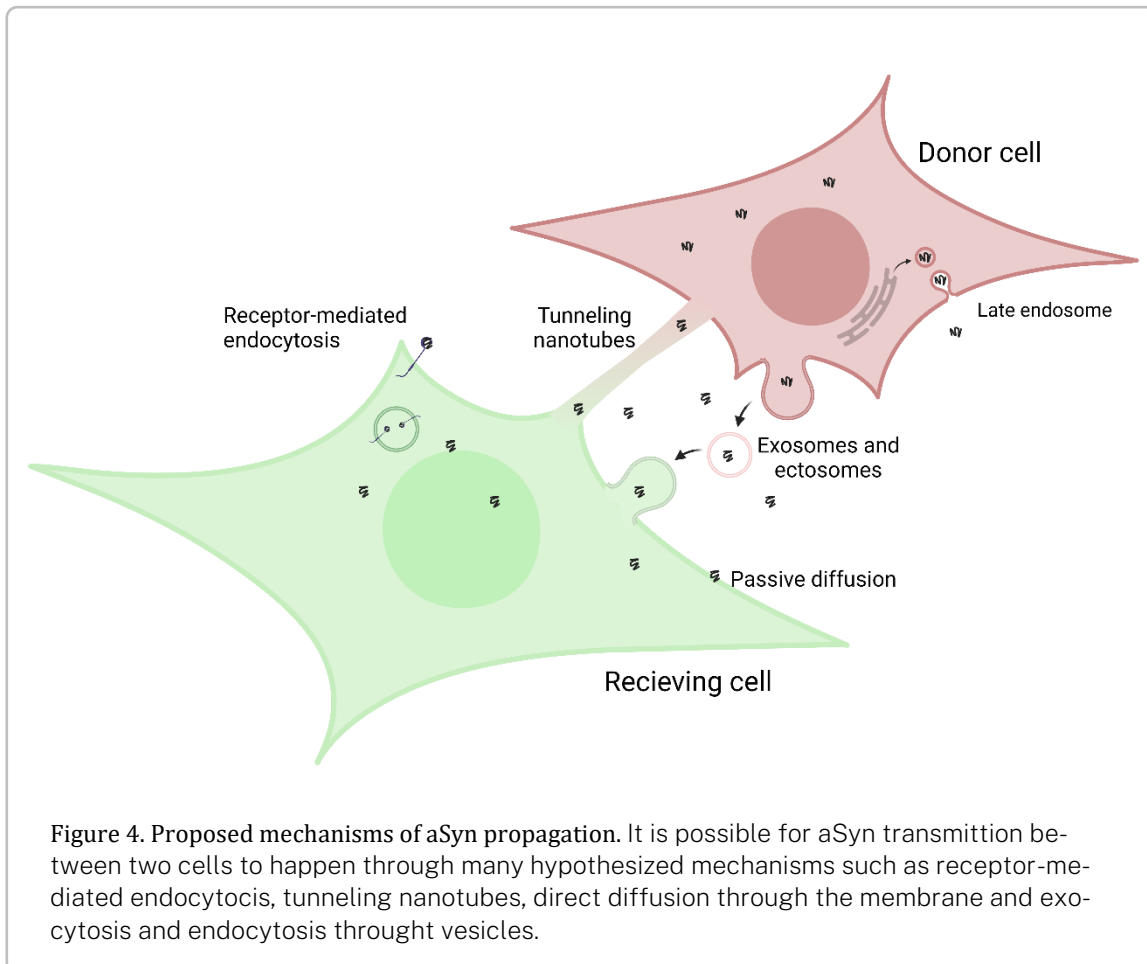 Donor cell
Receptor-mediated
endocytosis
Tunneling
nanotubes
Late endosome
Exosomes and
ectosomes
Passive diffusion
Recieving cell
Figure 4. Proposed mechanisms of aSyn propagation. It is possible for aSyn transmittion be-
tween two cells to happen through many hypothesized mechanisms such as receptor-me-
diated endocytocis, tunneling nanotubes, direct diffusion through the membrane and exo-
cytosis and endocytosis throught vesicles.